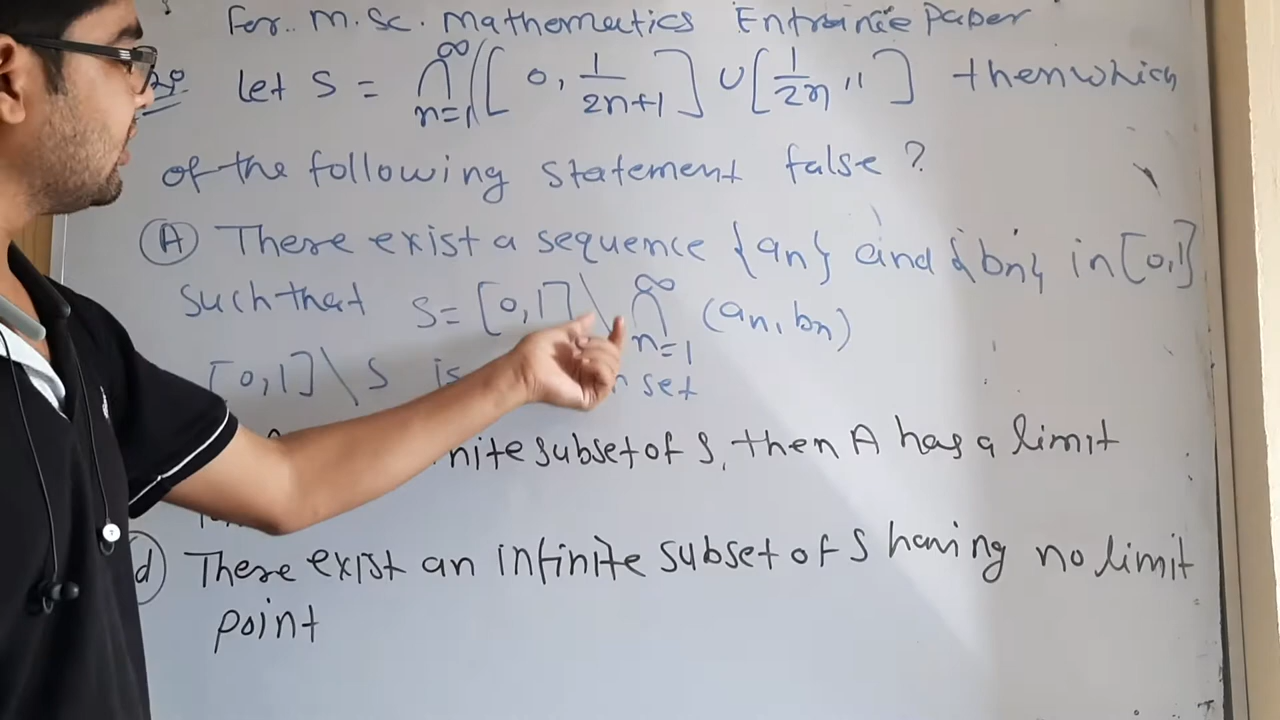 For.. M.Sc. Mathematics Entraince paper
Let S = ∞⋂n=1 ([0, 1/2n+1] ∪ [1/2n, 1]) then which
of the following statement false?
(A) There exist a sequence {an} and {bn} in [0,1]
such that S = [0,1] \ ∞⋂n=1 (an, bn)
[0,1] \ S is set
subset of S, then A has a limit
(d) There exist an infinite subset of S having no limit
point